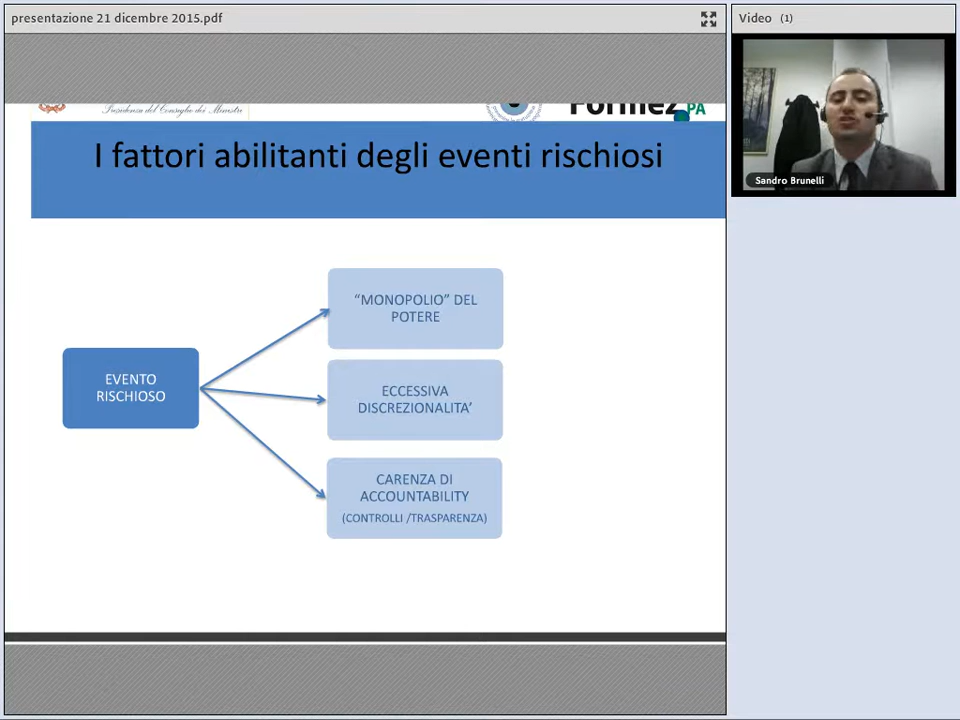 presentazione 21 dicembre 2015.pdf
Video (1)
Presidenza del Consiglio dei Ministri
Formez PA
Sandro Brunelli
I fattori abilitanti degli eventi rischiosi
“MONOPOLIO” DEL
POTERE
EVENTO
RISCHIOSO
ECCESSIVA
DISCREZIONALITA’
CARENZA DI
ACCOUNTABILITY
(CONTROLLI /TRASPARENZA)